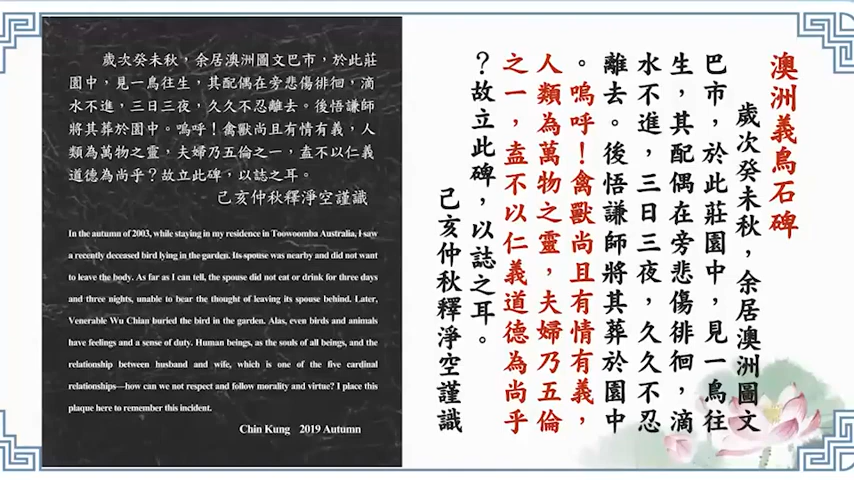 歲次癸未秋，余居澳洲圖文巴市，於此莊
園中，見一鳥往生，其配偶在旁悲傷徘徊，滴
水不進，三日三夜，久久不忍離去。後悟謙師
將其葬於園中。嗚呼！禽獸尚且有情有義，人
類為萬物之靈，夫婦乃五倫之一，盍不以仁義
道德為尚乎？故立此碑，以誌之耳。
己亥仲秋釋淨空謹識
In the autumn of 2003, while staying in my residence in Toowoomba Australia, I saw
a recently deceased bird lying in the garden. Its spouse was nearby and did not want
to leave the body. As far as I can tell, the spouse did not eat or drink for three days
and three nights, unable to bear the thought of leaving its spouse behind. Later,
Venerable Wu Chian buried the bird in the garden. Alas, even birds and animals
have feelings and a sense of duty. Human beings, as the souls of all beings, and the
relationship between husband and wife, which is one of the five cardinal
relationships—how can we not respect and follow morality and virtue? I place this
plaque here to remember this incident.
Chin Kung 2019 Autumn
澳洲義鳥石碑
歲次癸未秋，余居澳洲圖文
巴市，於此莊園中，見一鳥往
生，其配偶在旁悲傷徘徊，滴
水不進，三日三夜，久久不忍
離去。後悟謙師將其葬於園中
。嗚呼！禽獸尚且有情有義，
人類為萬物之靈，夫婦乃五倫
之一，盍不以仁義道德為尚乎
？故立此碑，以誌之耳。
己亥仲秋釋淨空謹識